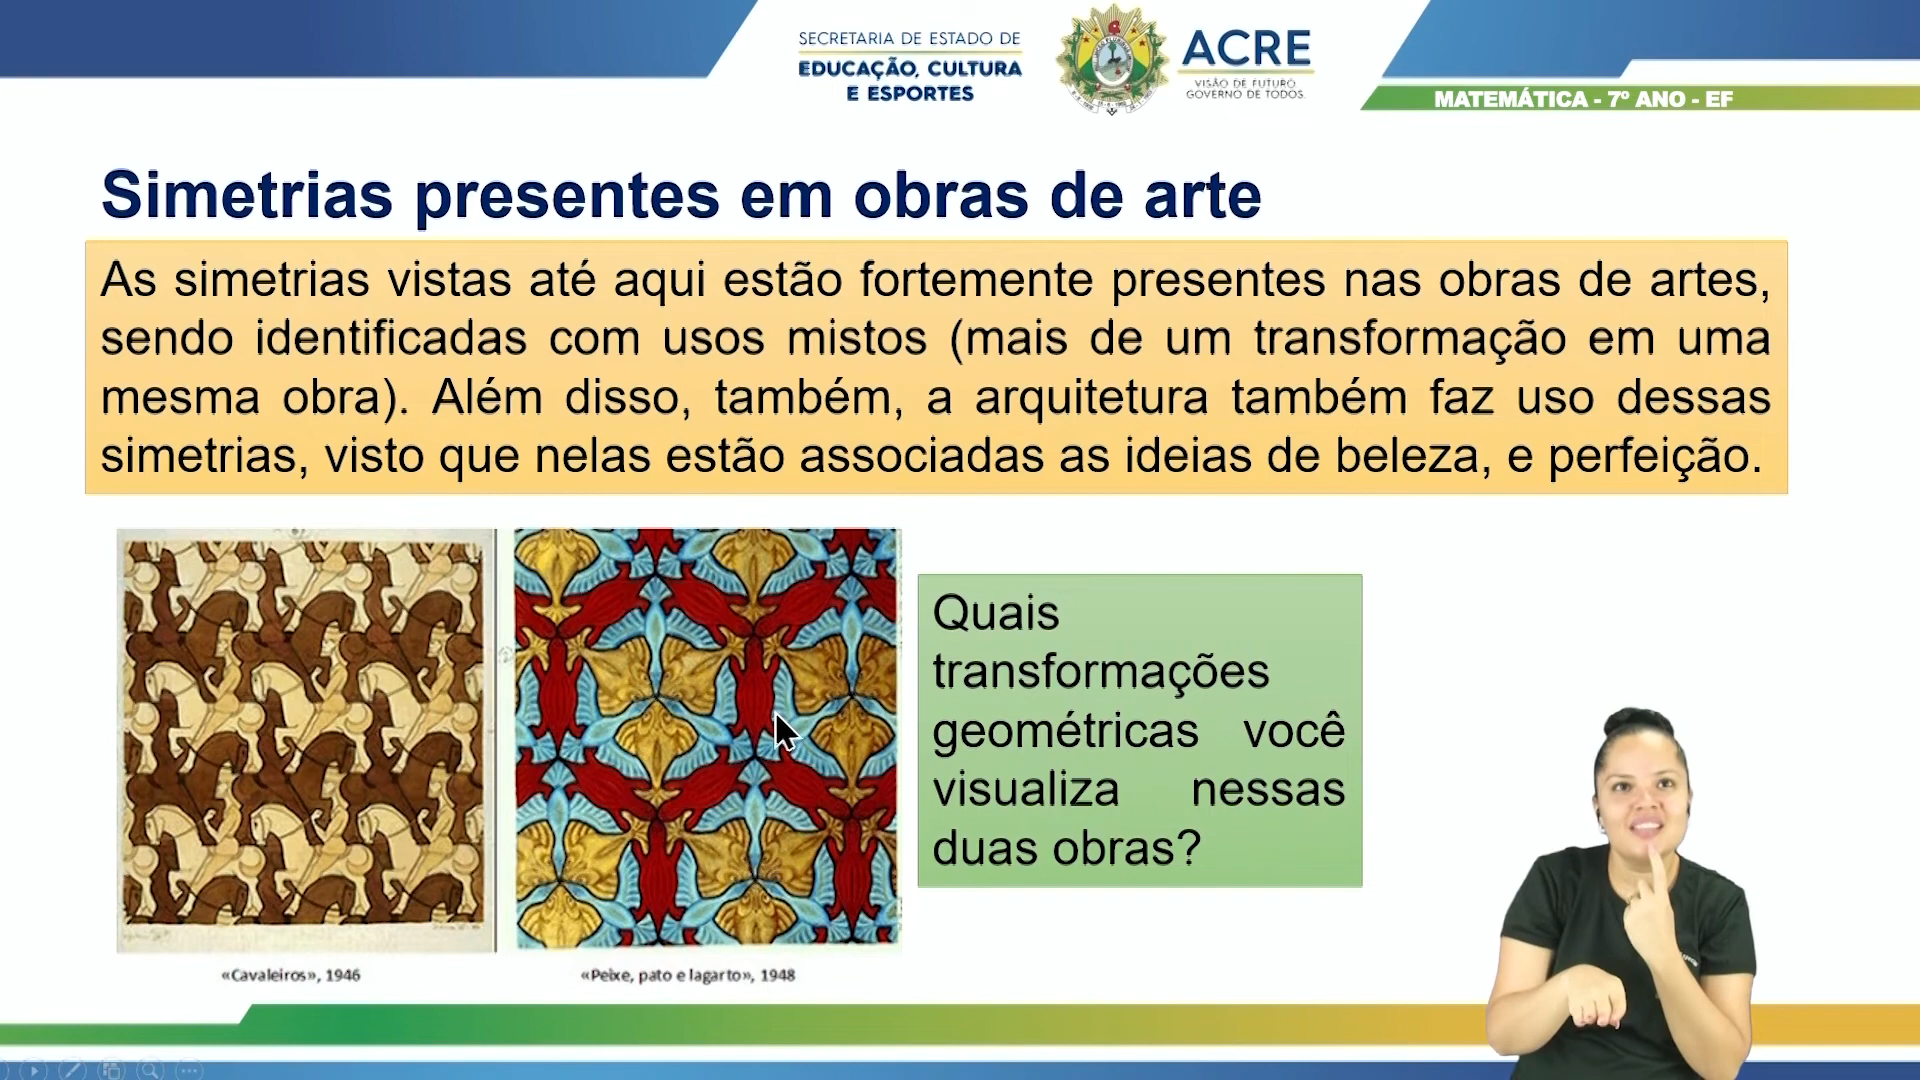 SECRETARIA DE ESTADO DE
EDUCAÇÃO, CULTURA
E ESPORTES
ACRE
VISÃO DE FUTURO
GOVERNO DE TODOS.
MATEMÁTICA - 7º ANO - EF
Simetrias presentes em obras de arte
As simetrias vistas até aqui estão fortemente presentes nas obras de artes,
sendo identificadas com usos mistos (mais de um transformação em uma
mesma obra). Além disso, também, a arquitetura também faz uso dessas
simetrias, visto que nelas estão associadas as ideias de beleza, e perfeição.
Quais
transformações
geométricas você
visualiza nessas
duas obras?
«Cavaleiros», 1946
«Peixe, pato e lagarto», 1948